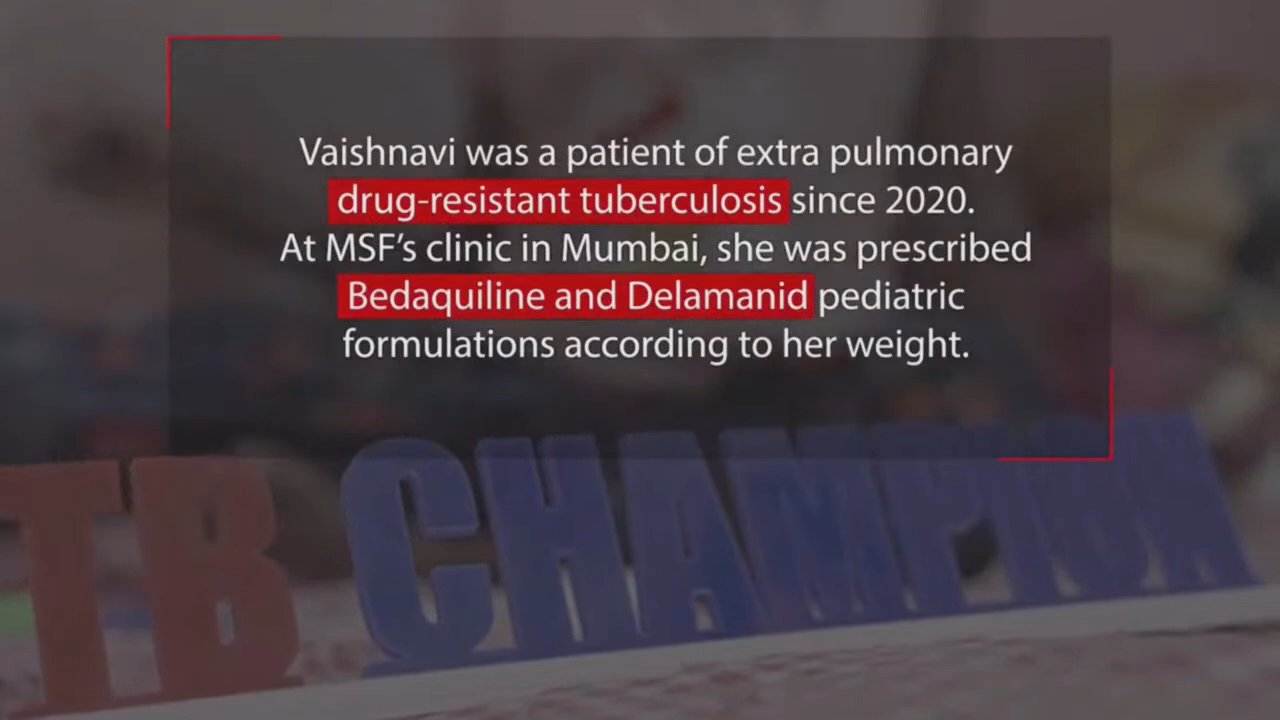 Vaishnavi was a patient of extra pulmonary
drug-resistant tuberculosis since 2020.
At MSF's clinic in Mumbai, she was prescribed
Bedaquiline and Delamanid pediatric
formulations according to her weight.
TB CHAMPION